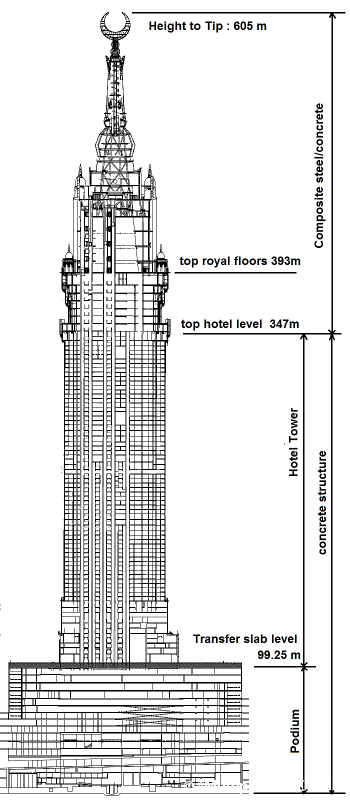 Height to Tip : 605 m
Composite steel/concrete
top royal floors 393m
top hotel level 347m
Hotel Tower
concrete structure
Transfer slab level
99.25 m
Podium